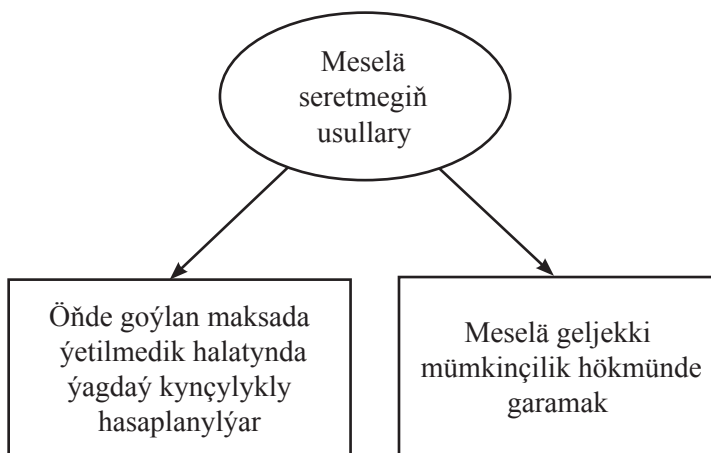 Meselä
seretmegiň
usullary
Öňde goýlan maksada
ýetilmedik halatynda
ýagdaý kynçylykly
hasaplanylýar
Meselä geljekki
mümkinçilik hökmünde
garamak